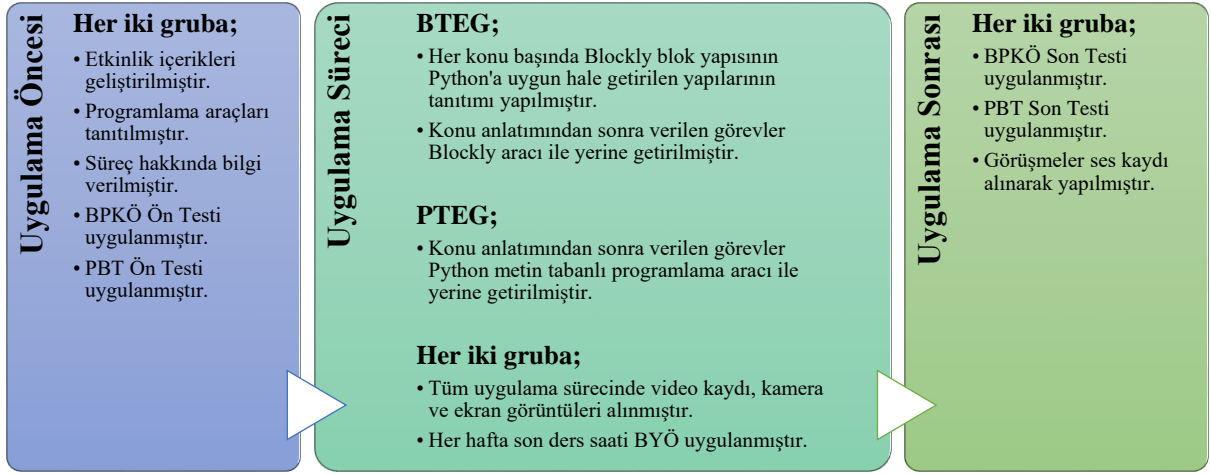 Uygulama Öncesi
Her iki gruba;
• Etkinlik içerikleri
geliştirilmiştir.
• Programlama araçları
tanıtılmıştır.
• Süreç hakkında bilgi
verilmiştir.
• BPKÖ Ön Testi
uygulanmıştır.
• PBT Ön Testi
uygulanmıştır.
Uygulama Süreci
BTEG;
• Her konu başında Blockly blok yapısının
Python'a uygun hale getirilen yapılarının
tanıtımı yapılmıştır.
• Konu anlatımından sonra verilen görevler
Blockly aracı ile yerine getirilmiştir.
PTEG;
• Konu anlatımından sonra verilen görevler
Python metin tabanlı programlama aracı ile
yerine getirilmiştir.
Her iki gruba;
• Tüm uygulama sürecinde video kaydı, kamera
ve ekran görüntüleri alınmıştır.
• Her hafta son ders saati BYÖ uygulanmıştır.
Uygulama Sonrası
Her iki gruba;
• BPKÖ Son Testi
uygulanmıştır.
• PBT Son Testi
uygulanmıştır.
• Görüşmeler ses kaydı
alınarak yapılmıştır.